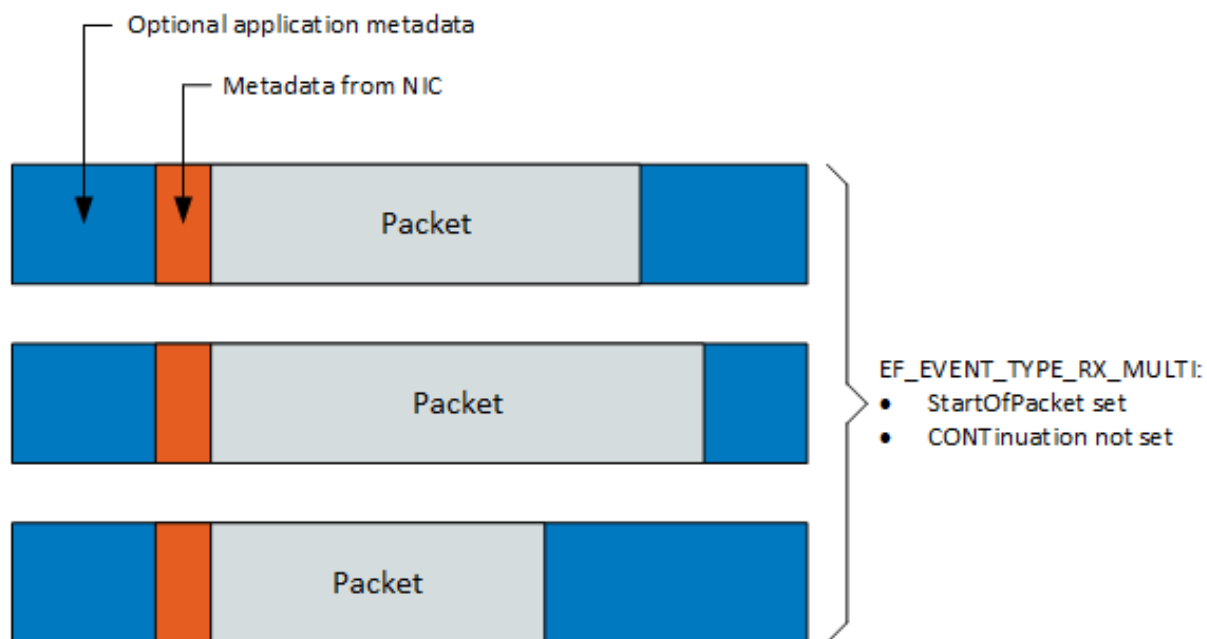 Optional application metadata
Metadata from NIC
Packet
Packet
EF_EVENT_TYPE_RX_MULTI:
● StartOfPacket set
● CONTinuation not set
Packet